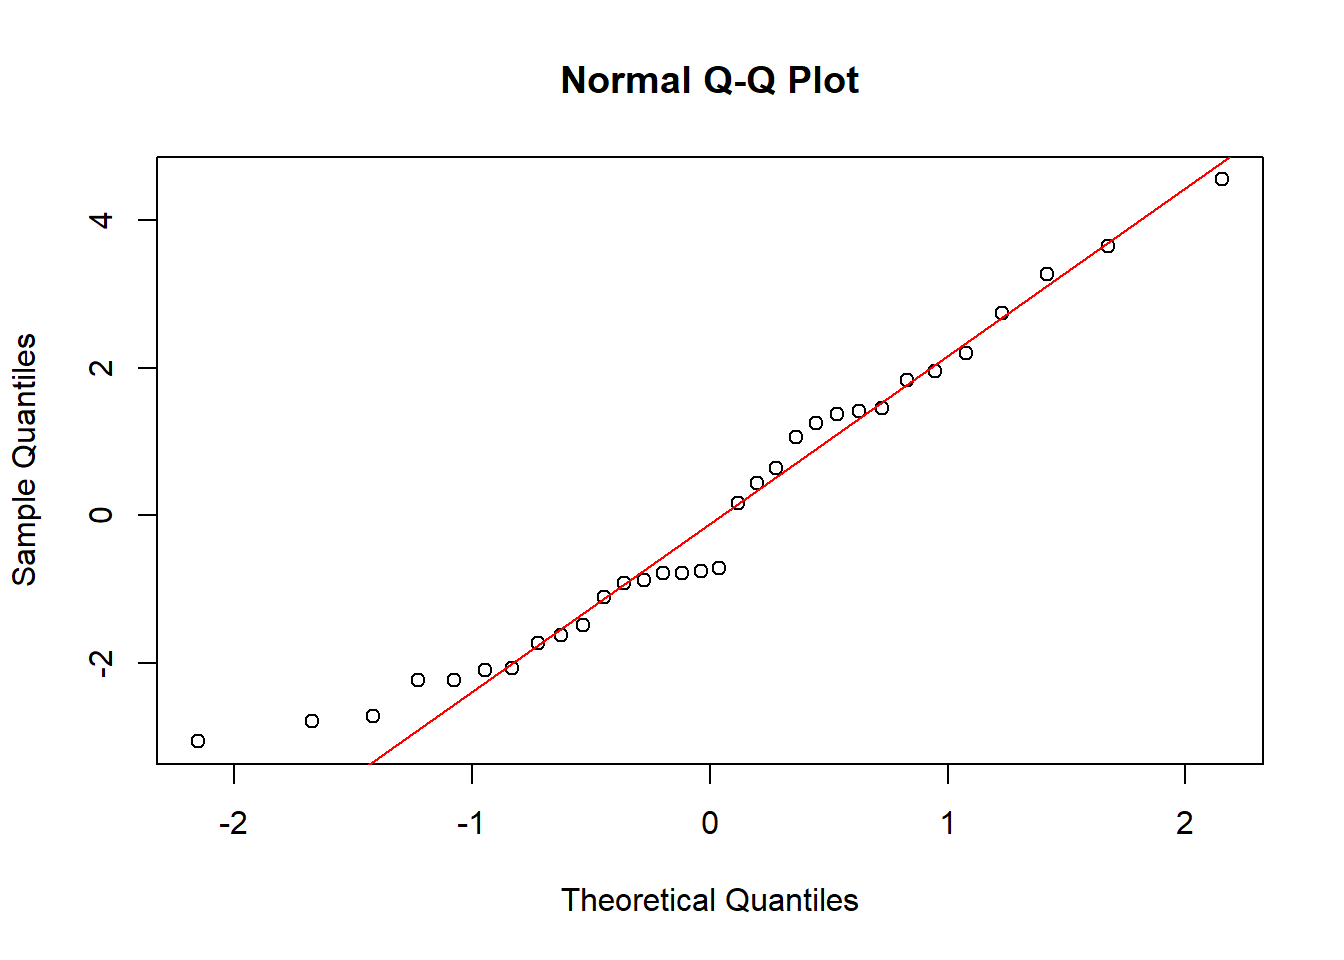 Normal Q-Q Plot
Sample Quantiles
4
2
0
-2
-2 -1 0 1 2
Theoretical Quantiles